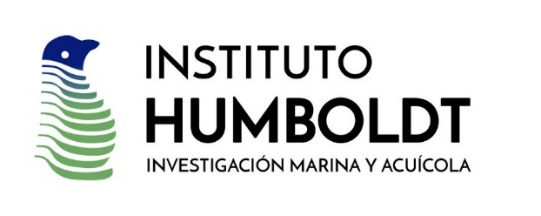 INSTITUTO
HUMBOLDT
INVESTIGACIÓN MARINA Y ACUÍCOLA